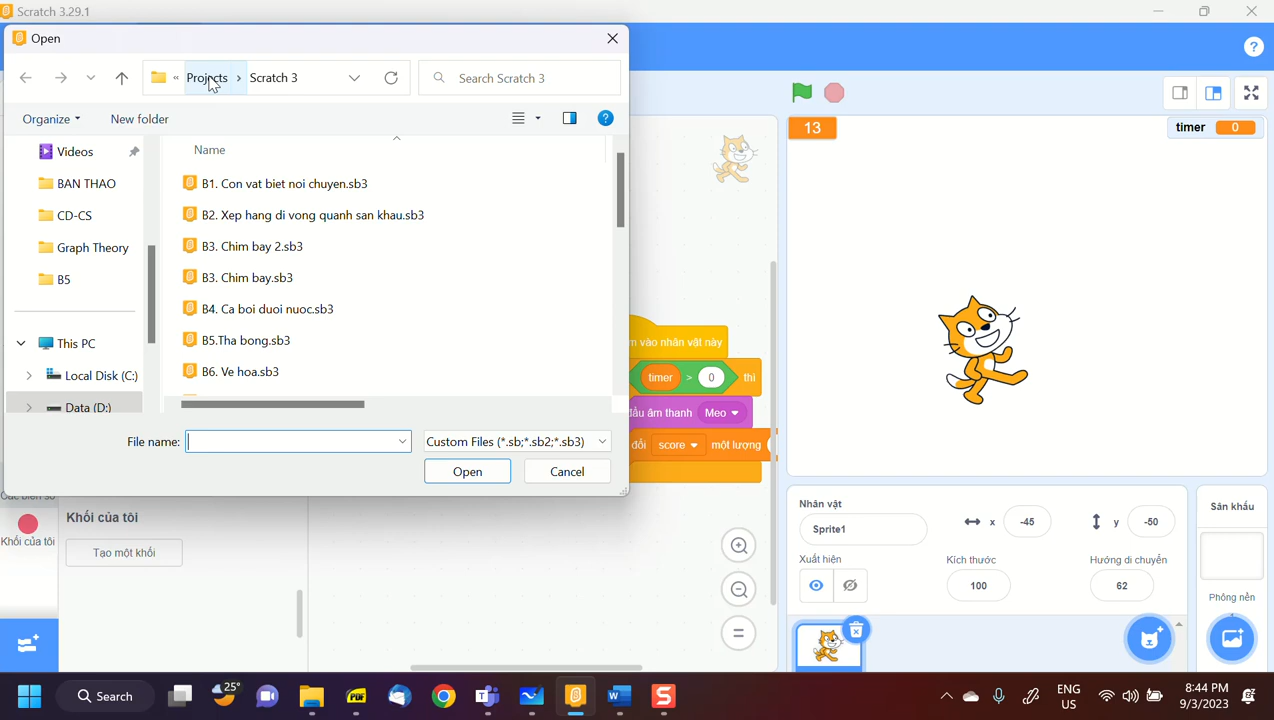 Scratch 3.29.1
Open
« Projects › Scratch 3
Search Scratch 3
Organize
New folder
Videos
BAN THAO
CD-CS
Graph Theory
B5
This PC
Local Disk (C:)
Data (D:)
Name
B1. Con vat biet noi chuyen.sb3
B2. Xep hang di vong quanh san khau.sb3
B3. Chim bay 2.sb3
B3. Chim bay.sb3
B4. Ca boi duoi nuoc.sb3
B5.Tha bong.sb3
B6. Ve hoa.sb3
File name:
Custom Files (*.sb;*.sb2;*.sb3)
Open
Cancel
Khối của tôi
Khối của tôi
Tạo một khối
vào nhân vật này
timer > 0 thì
âm thanh Meo
score một lượng
13
timer 0
Nhân vật
Sprite1
x -45
y -50
Xuất hiện
Kích thước
100
Hướng di chuyển
62
Sân khấu
Phông nền
Search
25°
PDF
ENG
US
8:44 PM
9/3/2023